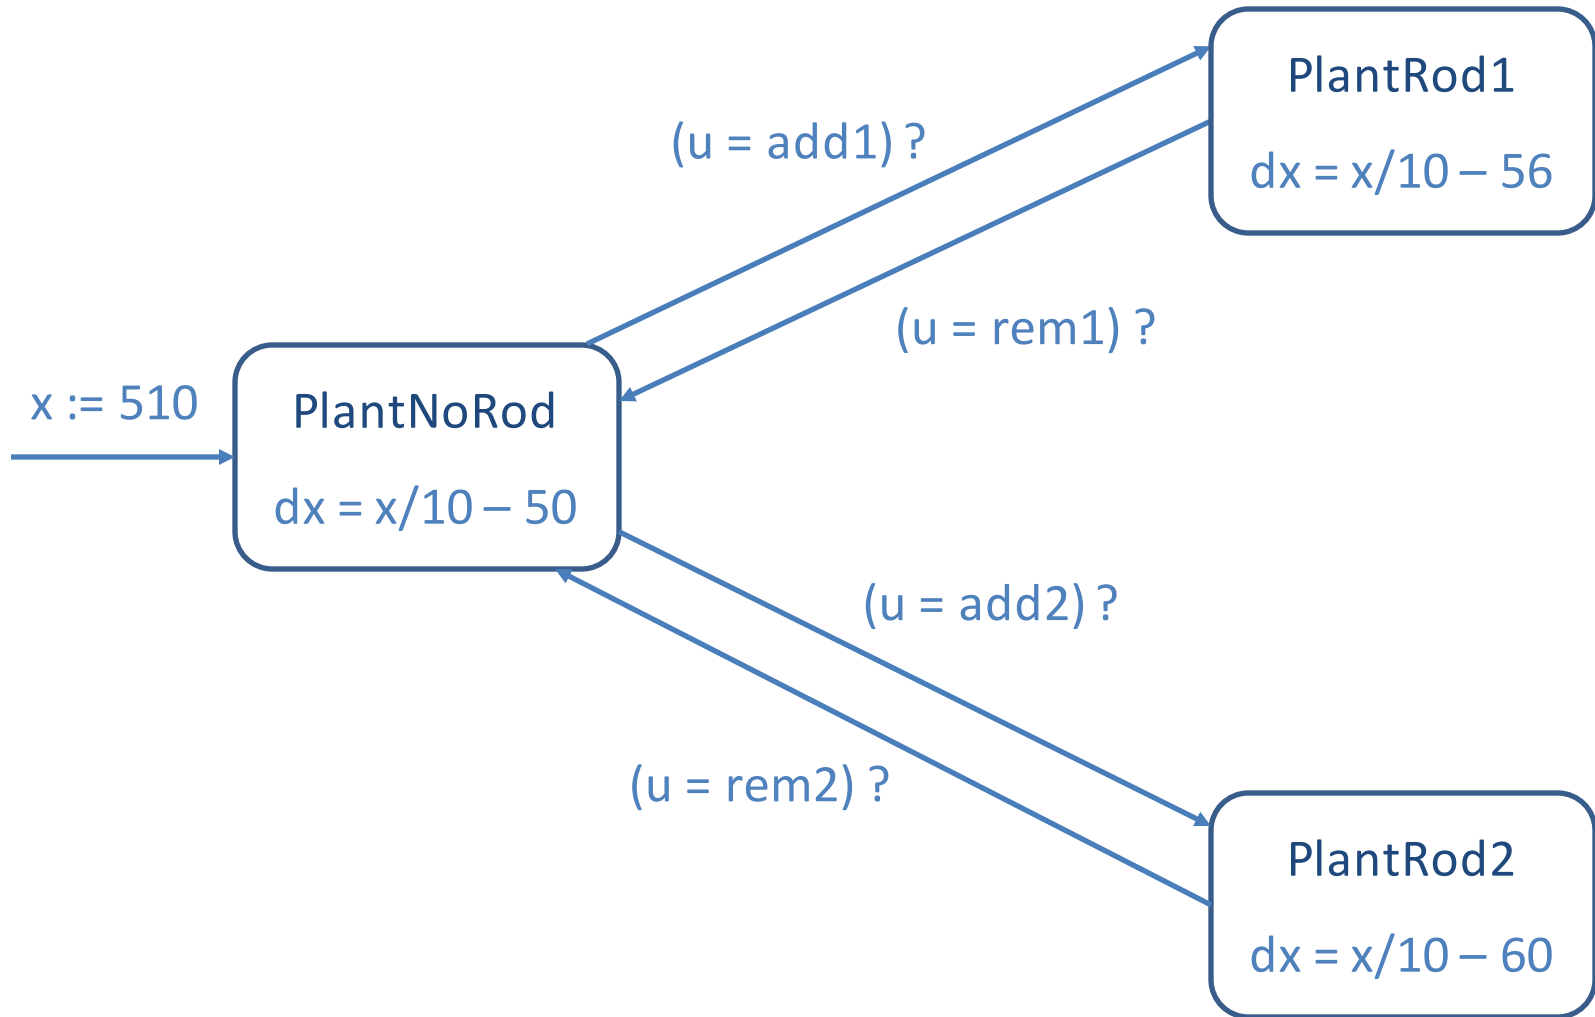 PlantRod1
dx = x/10 – 56
(u = add1) ?
(u = rem1) ?
x := 510
PlantNoRod
dx = x/10 – 50
(u = add2) ?
(u = rem2) ?
PlantRod2
dx = x/10 – 60